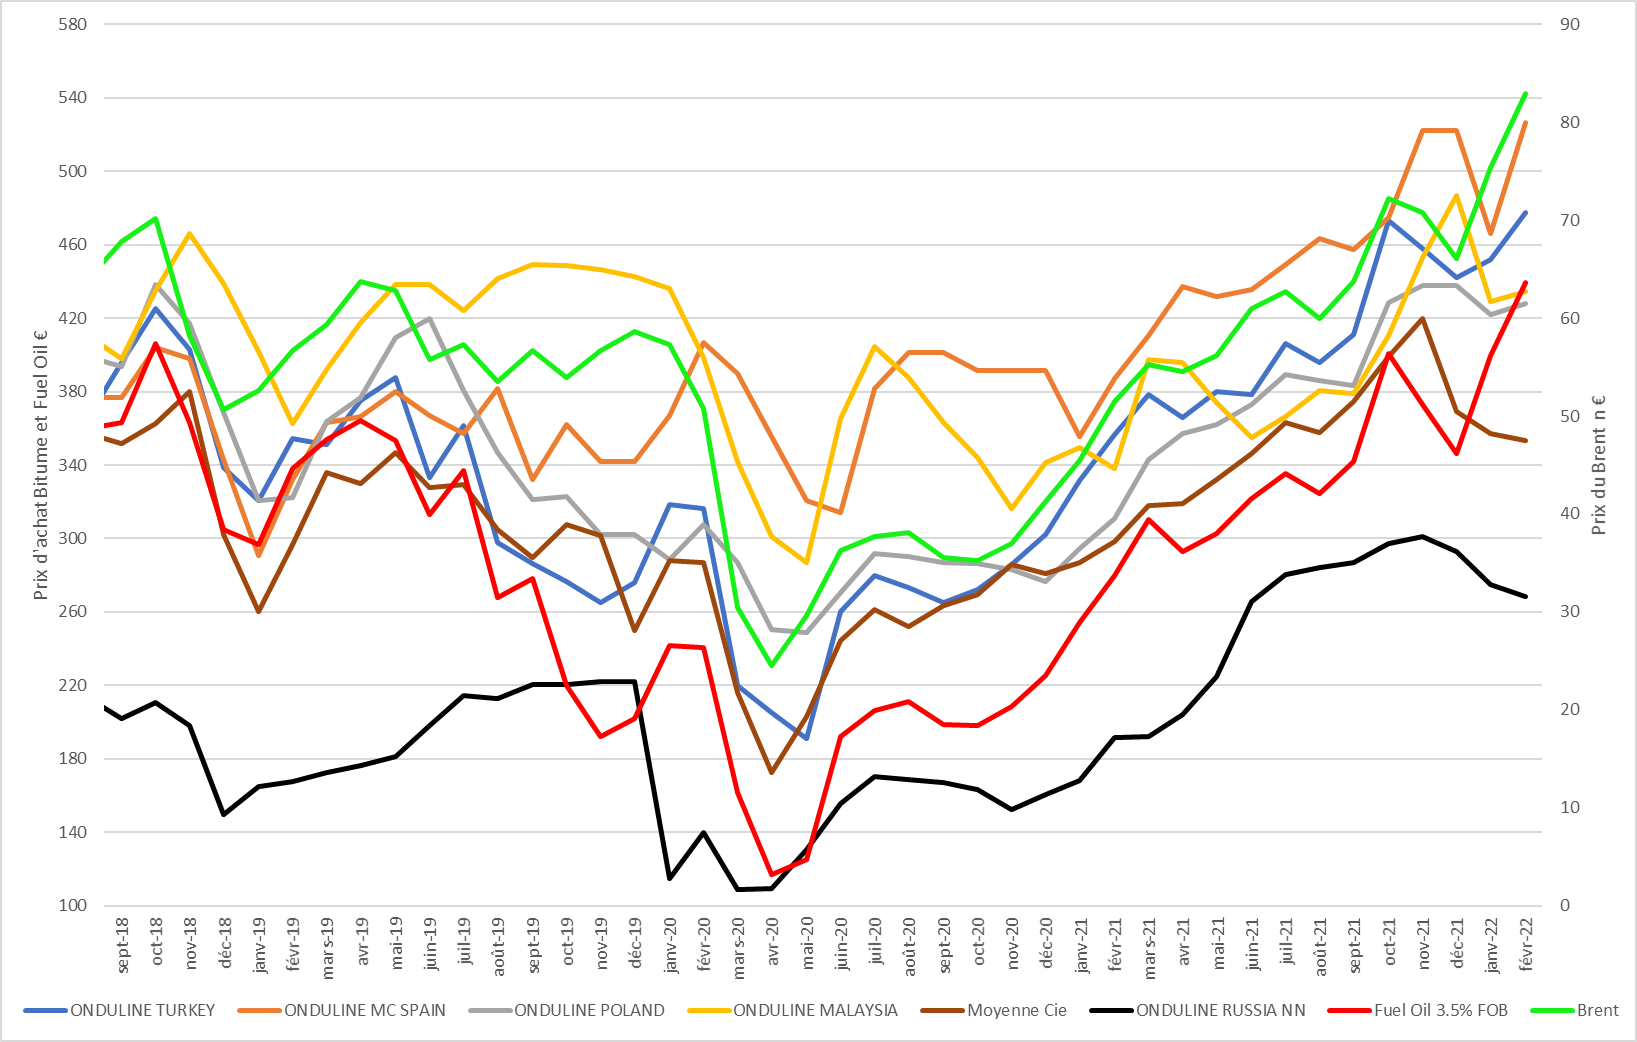 580
540
500
460
420
380
340
300
260
220
180
140
100
Prix d'achat Bitume et Fuel Oil €
90
80
70
60
50
40
30
20
10
0
Prix du Brent n €
sept-18
oct-18
nov-18
déc-18
janv-19
févr-19
mars-19
avr-19
mai-19
juin-19
juil-19
août-19
sept-19
oct-19
nov-19
déc-19
janv-20
févr-20
mars-20
avr-20
mai-20
juin-20
juil-20
août-20
sept-20
oct-20
nov-20
déc-20
janv-21
févr-21
mars-21
avr-21
mai-21
juin-21
juil-21
août-21
sept-21
oct-21
nov-21
déc-21
janv-22
févr-22
ONDULINE TURKEY ONDULINE MC SPAIN ONDULINE POLAND ONDULINE MALAYSIA Moyenne Cie ONDULINE RUSSIA NN Fuel Oil 3.5% FOB Brent